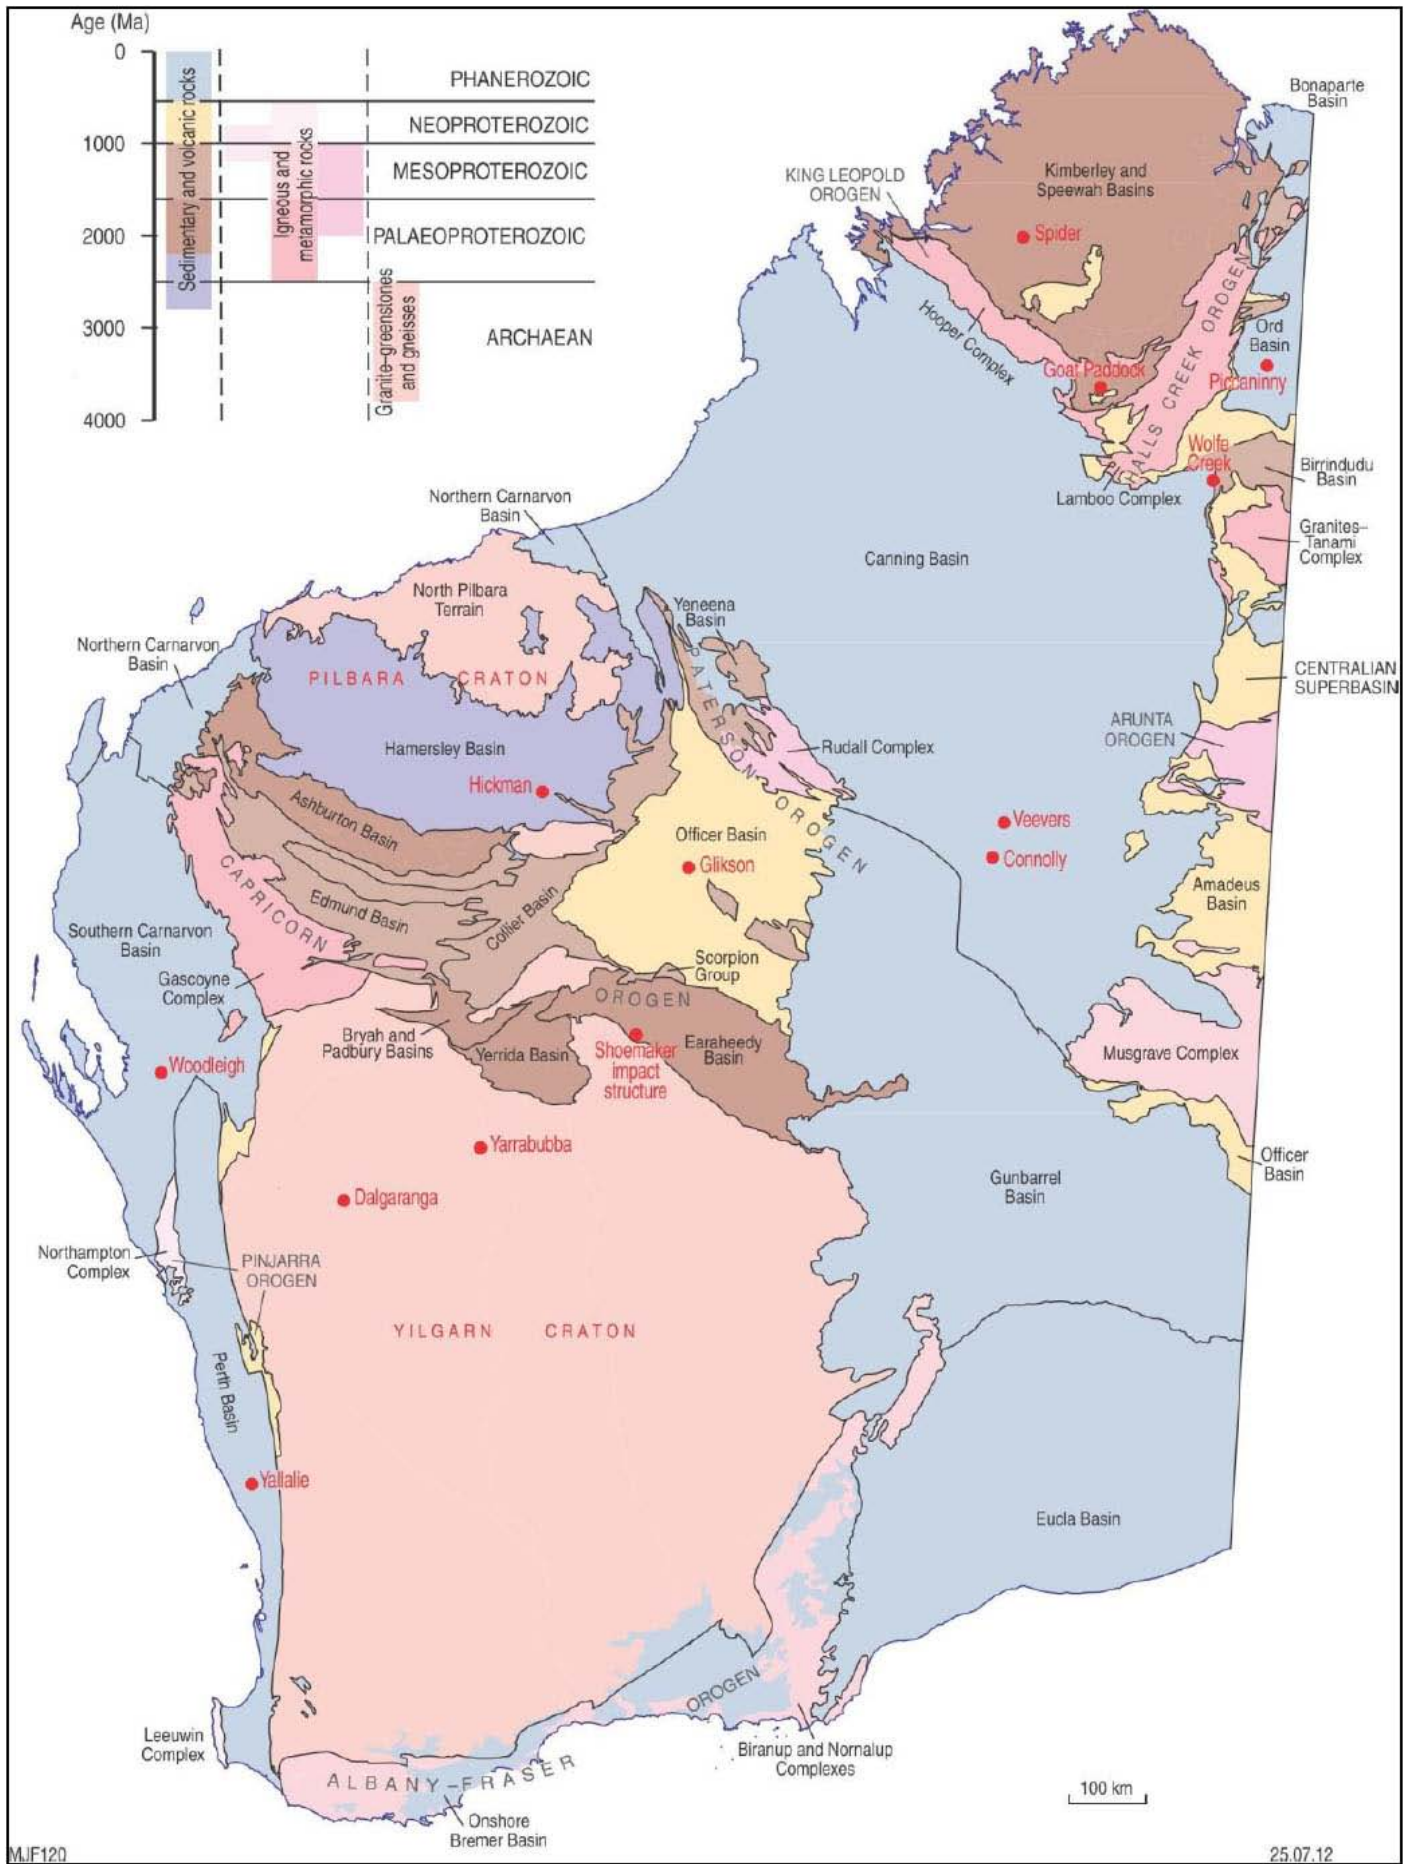 Age (Ma)
0
1000
2000
3000
4000
Sedimentary and volcanic rocks
Igneous and
metamorphic rocks
Granite-greenstones
and gneisses
PHANEROZOIC
NEOPROTEROZOIC
MESOPROTEROZOIC
PALAEOPROTEROZOIC
ARCHAEAN
Bonaparte
Basin
KING LEOPOLD
OROGEN
Kimberley and
Speewah Basins
Spider
Hooper Complex
HALLS CREEK OROGEN
Ord
Basin
Goat Paddock
Piccaninny
Wolfe
Creek
Lamboo Complex
Birrindudu
Basin
Granites–
Tanami
Complex
Northern Carnarvon
Basin
Canning Basin
North Pilbara
Terrain
Yeneena
Basin
Northern Carnarvon
Basin
PILBARA CRATON
PATERSON OROGEN
CENTRALIAN
SUPERBASIN
ARUNTA
OROGEN
Hamersley Basin
Rudall Complex
Hickman
Ashburton Basin
Officer Basin
Glikson
Veevers
Connolly
CAPRICORN
Edmund Basin
Collier Basin
Amadeus
Basin
Southern Carnarvon
Basin
Scorpion
Group
Gascoyne
Complex
OROGEN
Bryah and
Padbury Basins
Yerrida Basin
Shoemaker
impact
structure
Earaheedy
Basin
Musgrave Complex
Woodleigh
Yarrabubba
Dalgaranga
Officer
Basin
Gunbarrel
Basin
Northampton
Complex
PINJARRA
OROGEN
YILGARN CRATON
Perth Basin
Yallalie
Eucla Basin
OROGEN
Leeuwin
Complex
Biranup and Nornalup
Complexes
ALBANY–FRASER
100 km
Onshore
Bremer Basin
MJF120
25.07.12